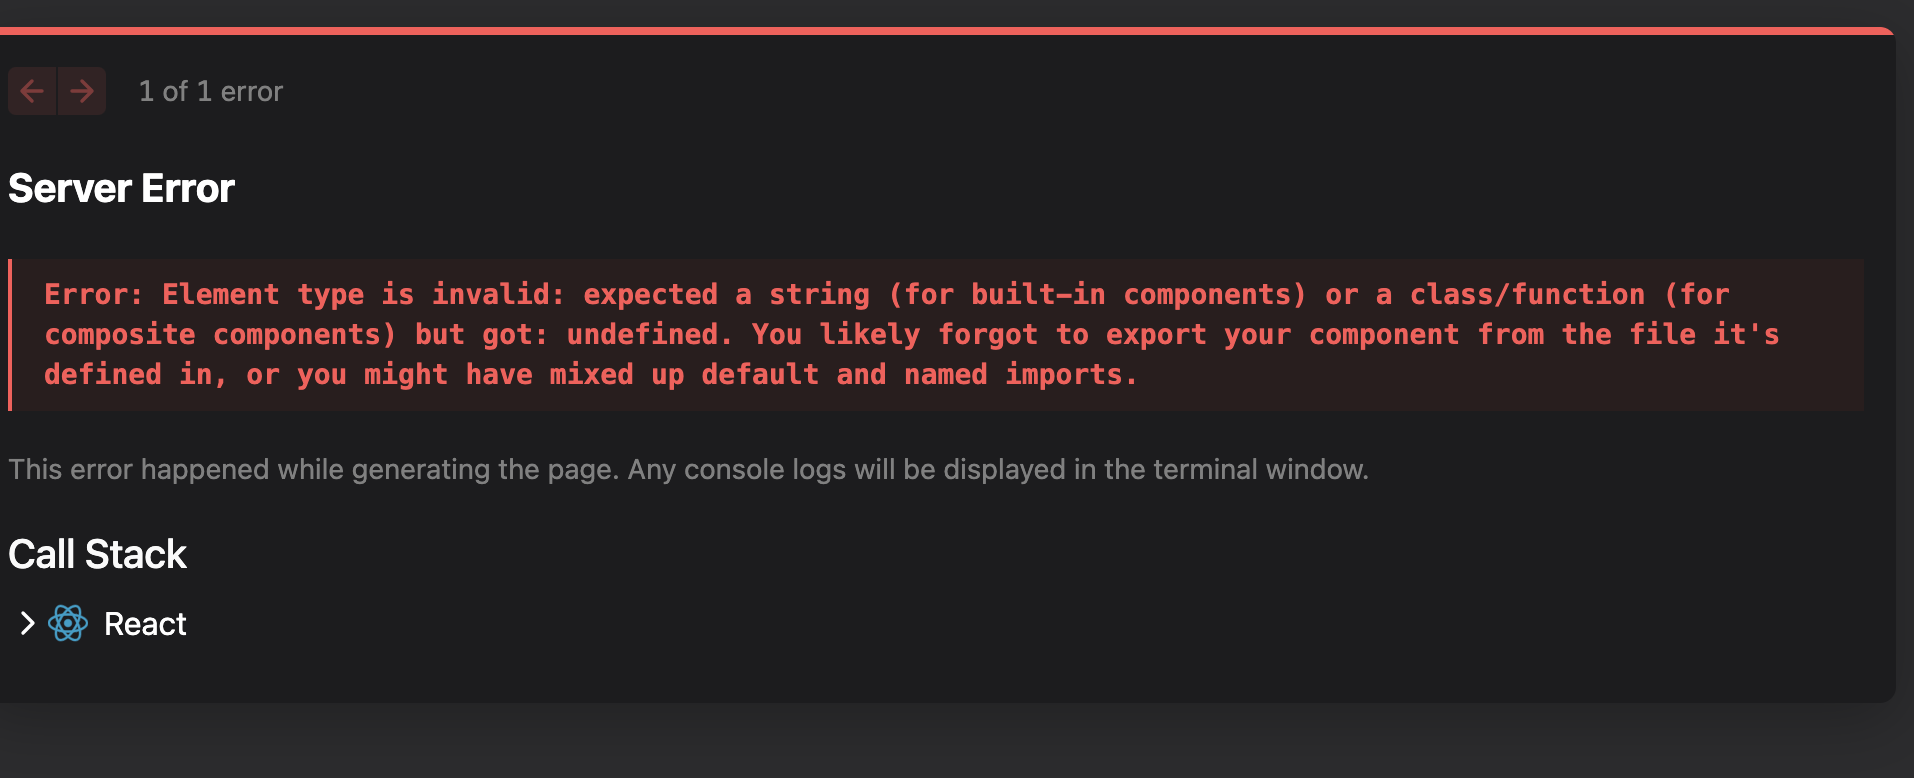 1 of 1 error
Server Error
Error: Element type is invalid: expected a string (for built-in components) or a class/function (for
composite components) but got: undefined. You likely forgot to export your component from the file it's
defined in, or you might have mixed up default and named imports.
This error happened while generating the page. Any console logs will be displayed in the terminal window.
Call Stack
React